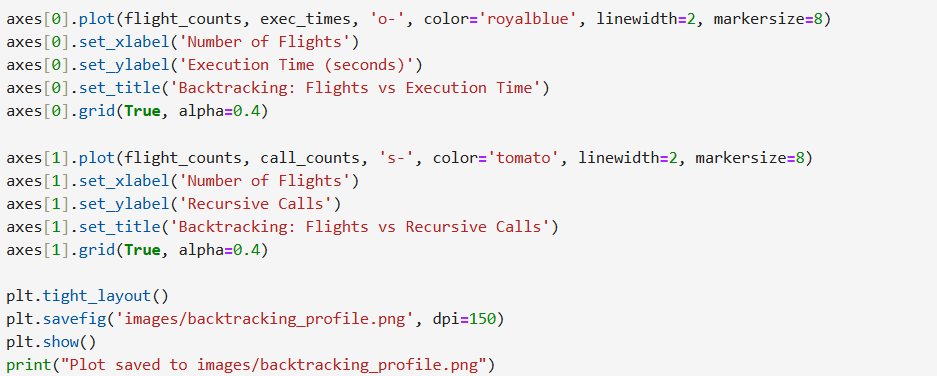 axes[0].plot(flight_counts, exec_times, 'o-', color='royalblue', linewidth=2, markersize=8)
axes[0].set_xlabel('Number of Flights')
axes[0].set_ylabel('Execution Time (seconds)')
axes[0].set_title('Backtracking: Flights vs Execution Time')
axes[0].grid(True, alpha=0.4)

axes[1].plot(flight_counts, call_counts, 's-', color='tomato', linewidth=2, markersize=8)
axes[1].set_xlabel('Number of Flights')
axes[1].set_ylabel('Recursive Calls')
axes[1].set_title('Backtracking: Flights vs Recursive Calls')
axes[1].grid(True, alpha=0.4)

plt.tight_layout()
plt.savefig('images/backtracking_profile.png', dpi=150)
plt.show()
print("Plot saved to images/backtracking_profile.png")